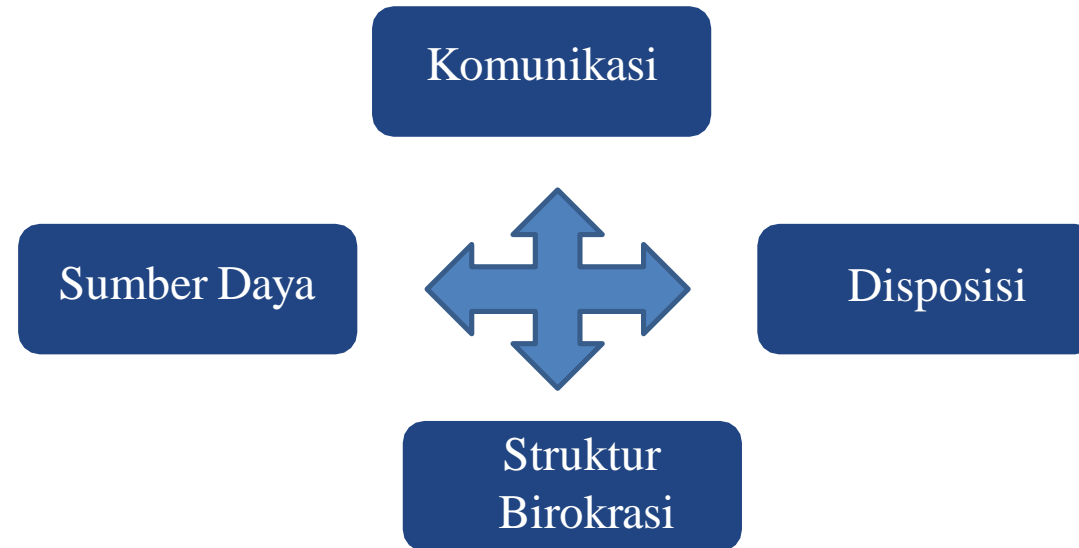 Komunikasi
Sumber Daya
Disposisi
Struktur
Birokrasi